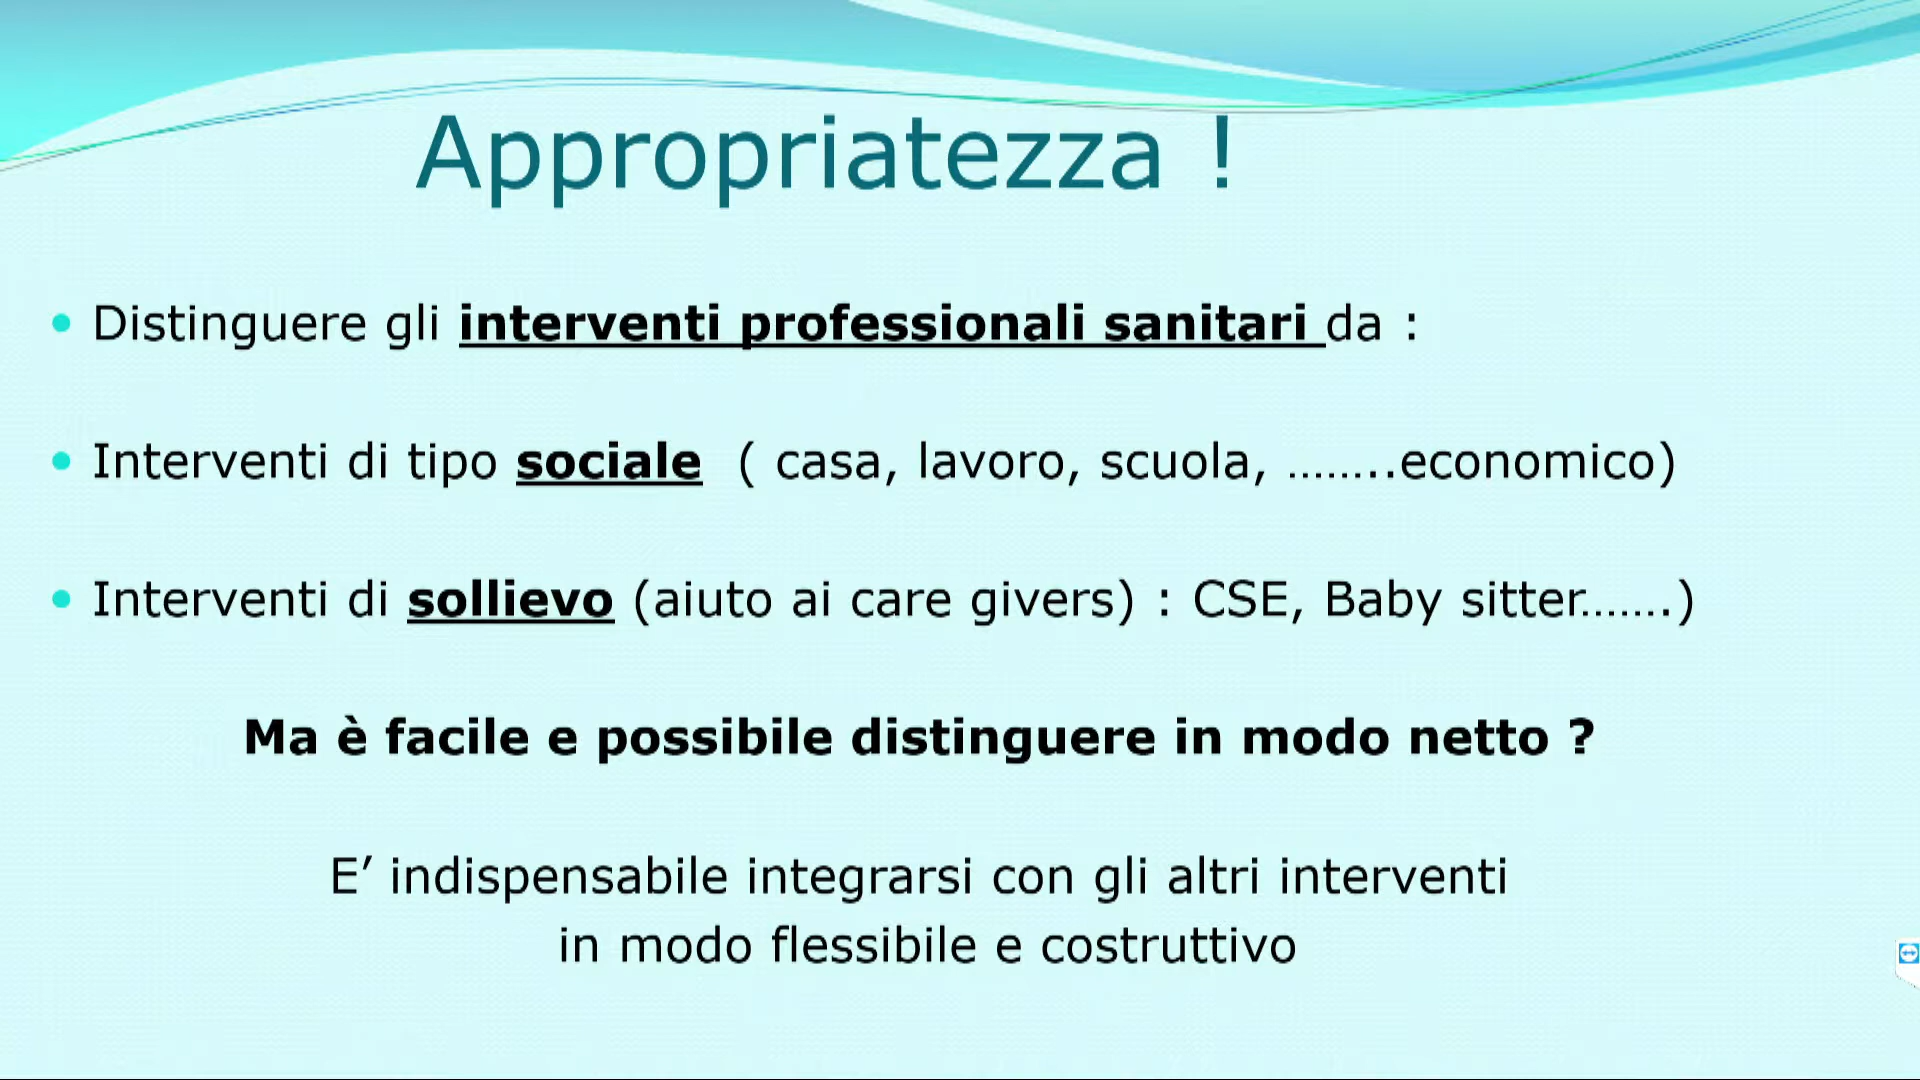 Appropriatezza !
• Distinguere gli interventi professionali sanitari da :
• Interventi di tipo sociale ( casa, lavoro, scuola, ……..economico)
• Interventi di sollievo (aiuto ai care givers) : CSE, Baby sitter…….)
Ma è facile e possibile distinguere in modo netto ?
E’ indispensabile integrarsi con gli altri interventi
in modo flessibile e costruttivo